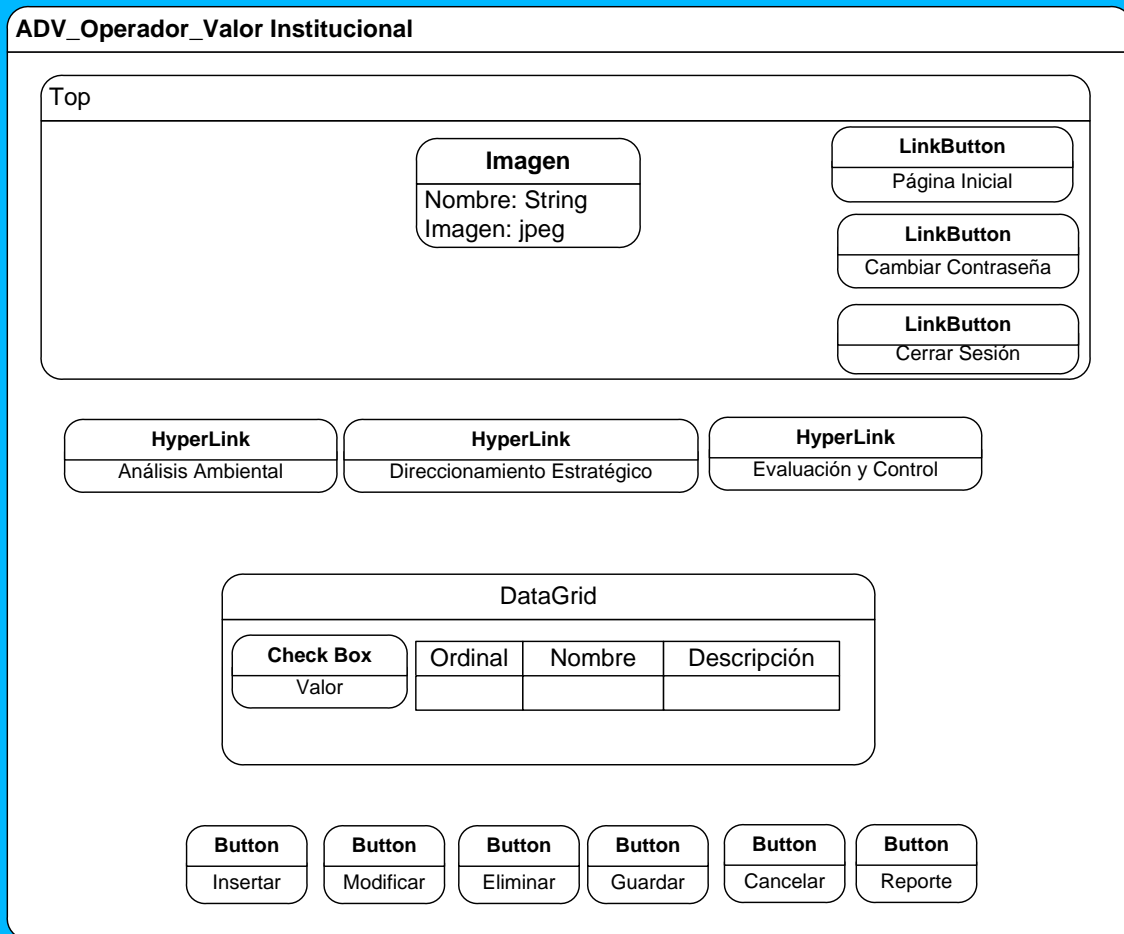 ADV_Operador_Valor Institucional
Top
Imagen
Nombre: String
Imagen: jpeg
LinkButton
Página Inicial
LinkButton
Cambiar Contraseña
LinkButton
Cerrar Sesión
HyperLink
Análisis Ambiental
HyperLink
Direccionamiento Estratégico
HyperLink
Evaluación y Control
DataGrid
Check Box
Valor
Ordinal Nombre Descripción
Button
Insertar
Button
Modificar
Button
Eliminar
Button
Guardar
Button
Cancelar
Button
Reporte